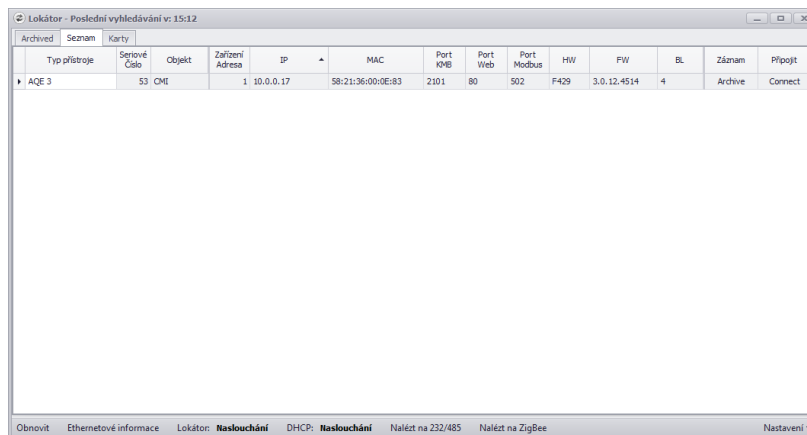 Lokátor - Poslední vyhledávání v: 15:12
Archived Seznam Karty
Typ přístroje Seriové Číslo Objekt Zařízení Adresa IP MAC Port KMB Port Web Port Modbus HW FW BL Záznam Připojit
AQE 3 53 CMI 1 10.0.0.17 58:21:36:00:0E:83 2101 80 502 F429 3.0.12.4514 4 Archive Connect
Obnovit Ethernetové informace Lokátor: Naslouchání DHCP: Naslouchání Nalézt na 232/485 Nalézt na ZigBee Nastavení